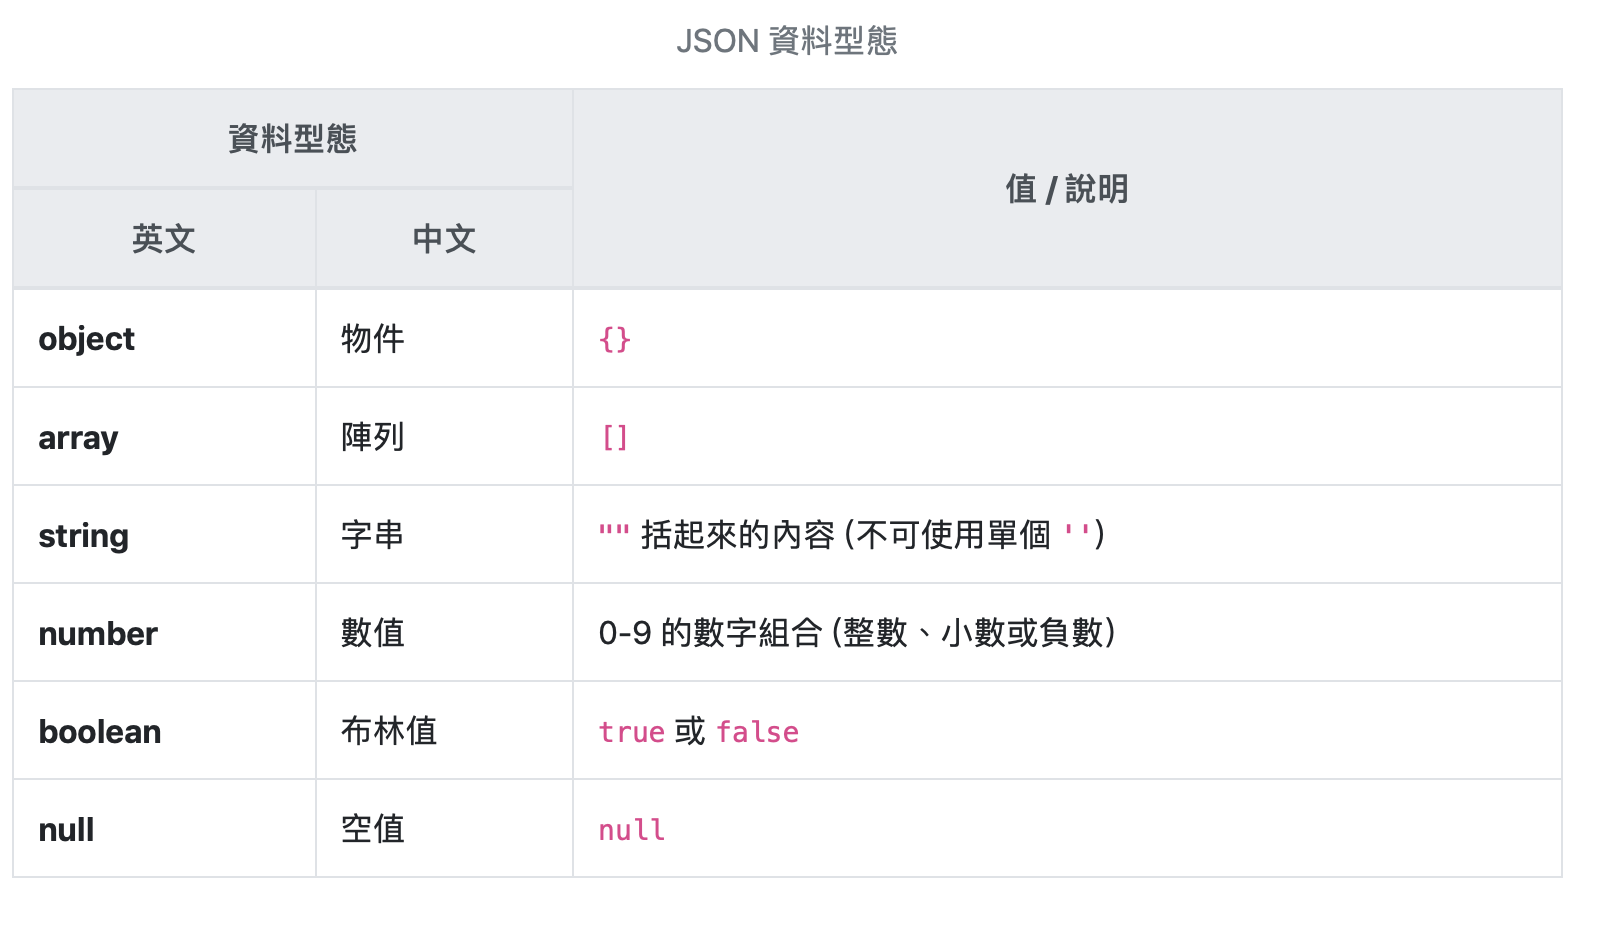 JSON 資料型態
資料型態
值 / 說明
英文
中文
object 物件 {}
array 陣列 []
string 字串 "" 括起來的內容 (不可使用單個 '')
number 數值 0-9 的數字組合 (整數、小數或負數)
boolean 布林值 true 或 false
null 空值 null